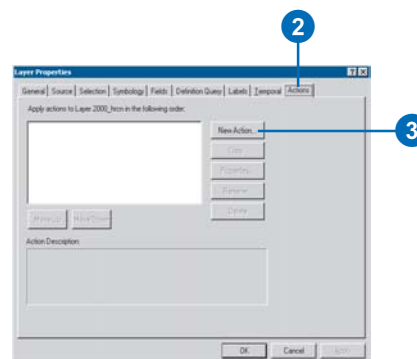 2
Layer Properties
General Source Selection Symbology Fields Definition Query Labels Temporal Actions
Apply actions to Layer 2000_hrcn in the following order:
New Action...
3
Copy
Properties...
Rename
Delete
Move Up Move Down
Action Description
OK Cancel Apply